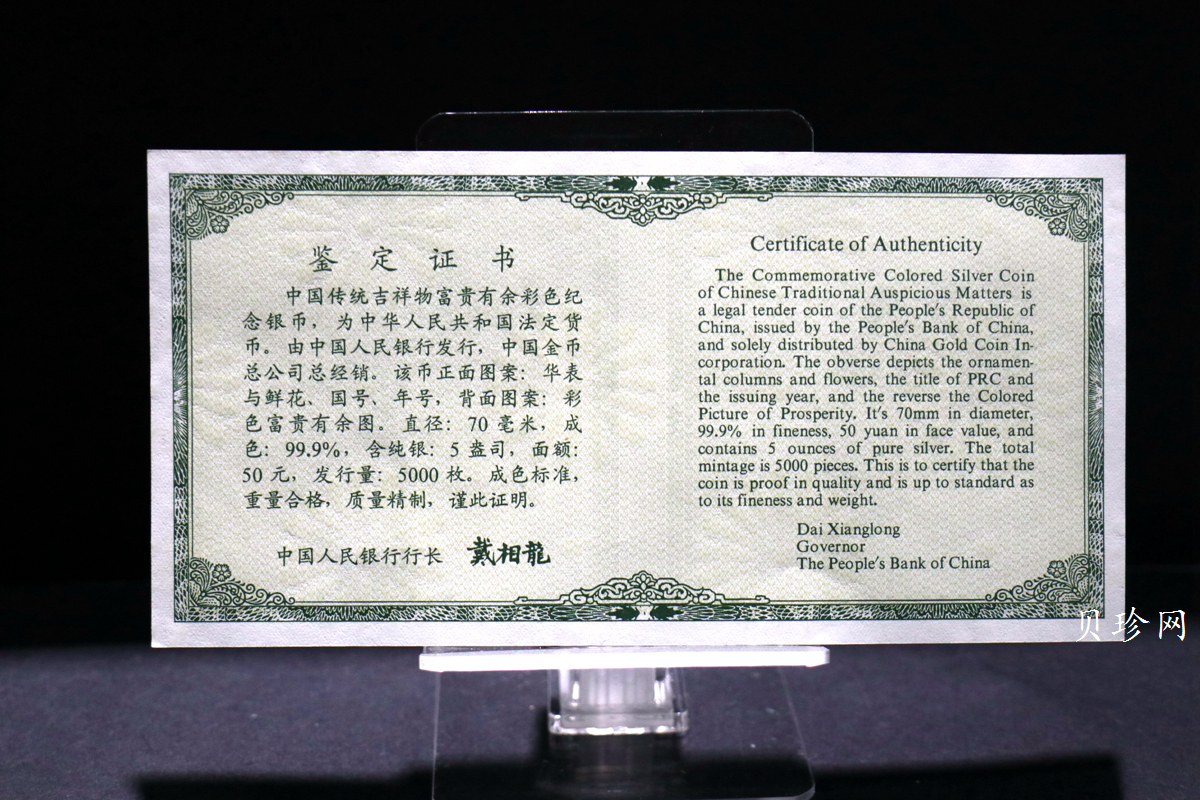 鉴定证书
中国传统吉祥物富贵有余彩色纪
念银币，为中华人民共和国法定货
币。由中国人民银行发行，中国金币
总公司总经销。该币正面图案：华表
与鲜花、国号、年号，背面图案：彩
色富贵有余图。直径：70毫米，成
色：99.9%，含纯银：5盎司，面额：
50元，发行量：5000枚。成色标准，
重量合格，质量精制，谨此证明。
中国人民银行行长 戴相龍
Certificate of Authenticity
The Commemorative Colored Silver Coin
of Chinese Traditional Auspicious Matters is
a legal tender coin of the People's Republic of
China, issued by the People's Bank of China,
and solely distributed by China Gold Coin In-
corporation. The obverse depicts the ornamen-
tal columns and flowers, the title of PRC and
the issuing year, and the reverse the Colored
Picture of Prosperity. It's 70mm in diameter,
99.9% in fineness, 50 yuan in face value, and
contains 5 ounces of pure silver. The total
mintage is 5000 pieces. This is to certify that the
coin is proof in quality and is up to standard as
to its fineness and weight.
Dai Xianglong
Governor
The People's Bank of China
贝珍网